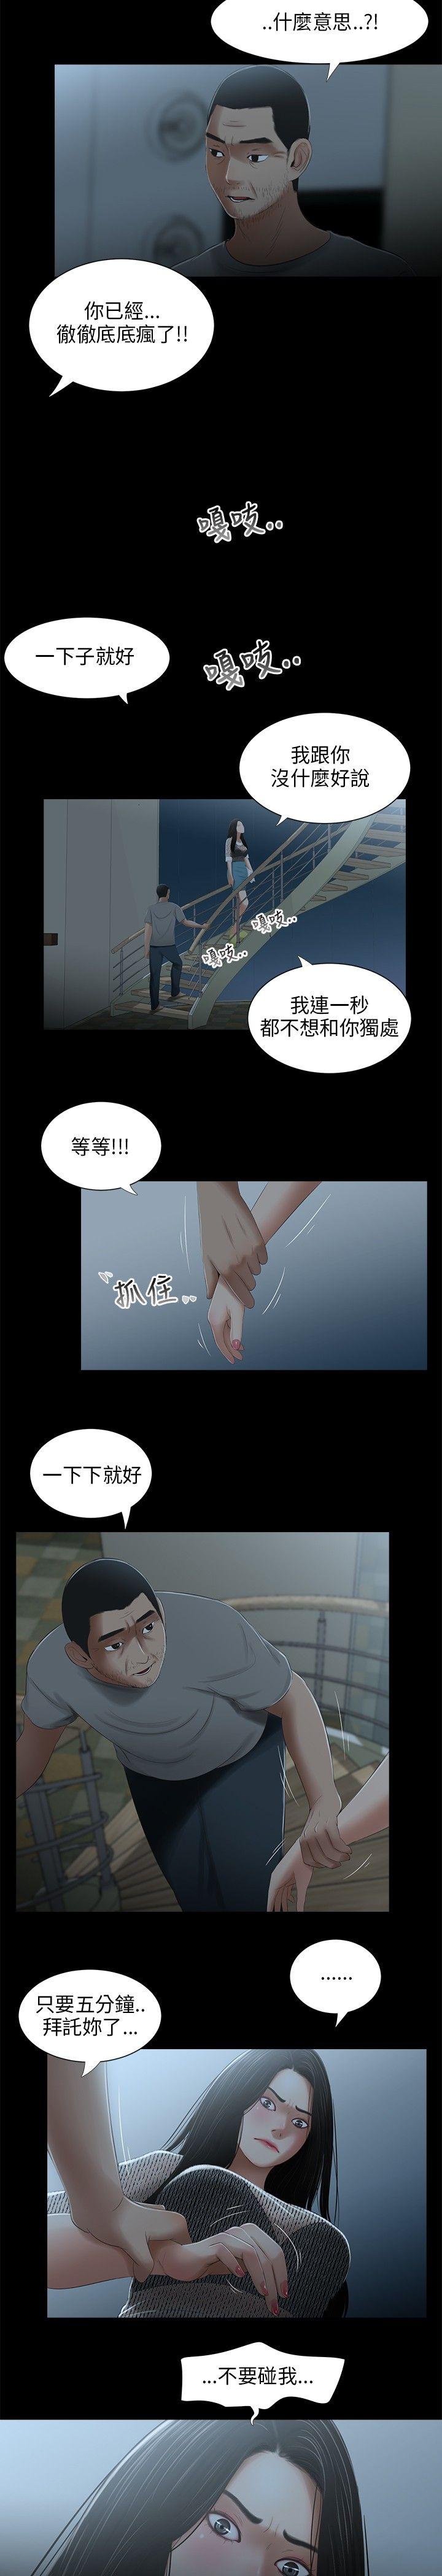 ..什麼意思..?!
你已經...
徹徹底底瘋了!!
嘎吱..
一下子就好
嘎吱..
我跟你
沒什麼好說
嘎吱..
嘎吱..
我連一秒
都不想和你獨處
等等!!!
抓住..
一下下就好
......
只要五分鐘..
拜託妳了...
...不要碰我...